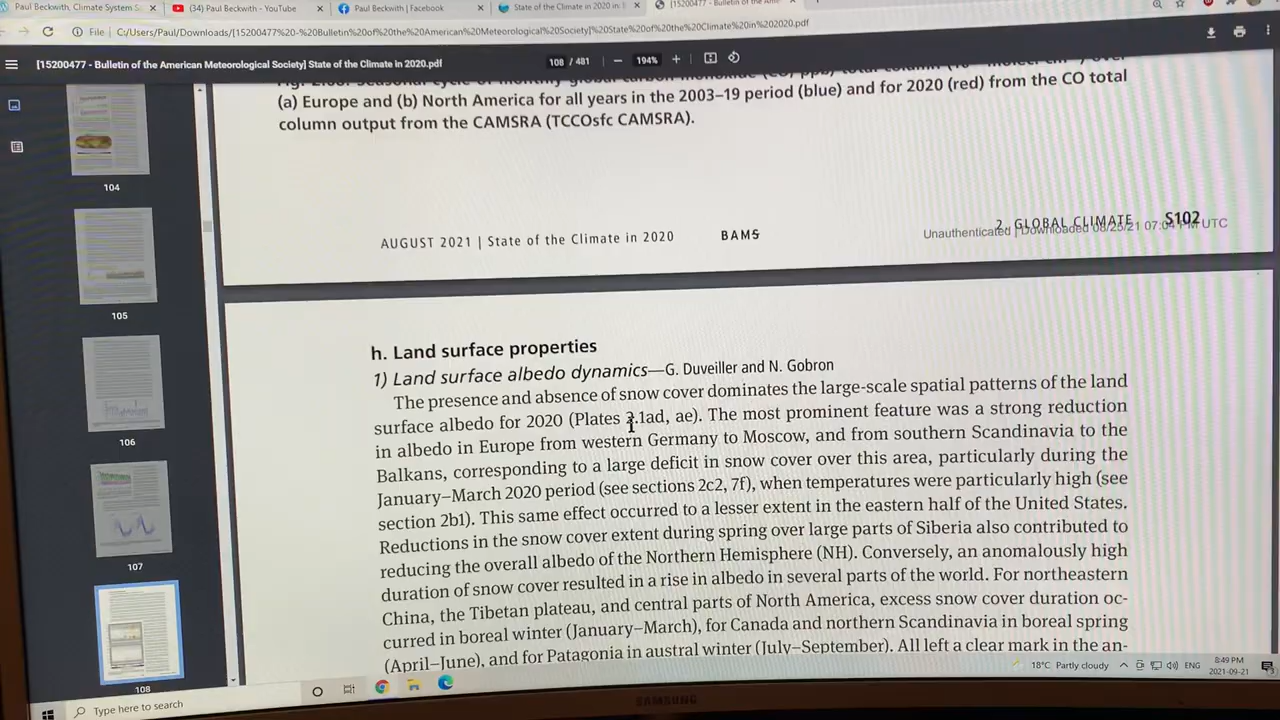 Paul Beckwith, Climate System S
(34) Paul Beckwith - YouTube
Paul Beckwith | Facebook
State of the Climate in 2020 in
[15200477 - Bulletin of the Am
File
C:/Users/Paul/Downloads/[15200477%20-%20Bulletin%20of%20the%20American%20Meteorological%20Society]%20State%20of%20the%20Climate%20in%202020.pdf
[15200477 - Bulletin of the American Meteorological Society] State of the Climate in 2020.pdf
108 / 481
194%
104
105
106
107
108
(a) Europe and (b) North America for all years in the 2003–19 period (blue) and for 2020 (red) from the CO total
column output from the CAMSRA (TCCOsfc CAMSRA).
AUGUST 2021 | State of the Climate in 2020
BAMS
2. GLOBAL CLIMATE
S102
Unauthenticated | Downloaded 08/25/21 07:04 PM UTC
h. Land surface properties
1) Land surface albedo dynamics—G. Duveiller and N. Gobron
The presence and absence of snow cover dominates the large-scale spatial patterns of the land
surface albedo for 2020 (Plates 2.1ad, ae). The most prominent feature was a strong reduction
in albedo in Europe from western Germany to Moscow, and from southern Scandinavia to the
Balkans, corresponding to a large deficit in snow cover over this area, particularly during the
January–March 2020 period (see sections 2c2, 7f), when temperatures were particularly high (see
section 2b1). This same effect occurred to a lesser extent in the eastern half of the United States.
Reductions in the snow cover extent during spring over large parts of Siberia also contributed to
reducing the overall albedo of the Northern Hemisphere (NH). Conversely, an anomalously high
duration of snow cover resulted in a rise in albedo in several parts of the world. For northeastern
China, the Tibetan plateau, and central parts of North America, excess snow cover duration oc-
curred in boreal winter (January–March), for Canada and northern Scandinavia in boreal spring
(April–June), and for Patagonia in austral winter (July–September). All left a clear mark in the an-
18°C Partly cloudy
ENG
8:49 PM
2021-09-21
Type here to search
SAMSUNG